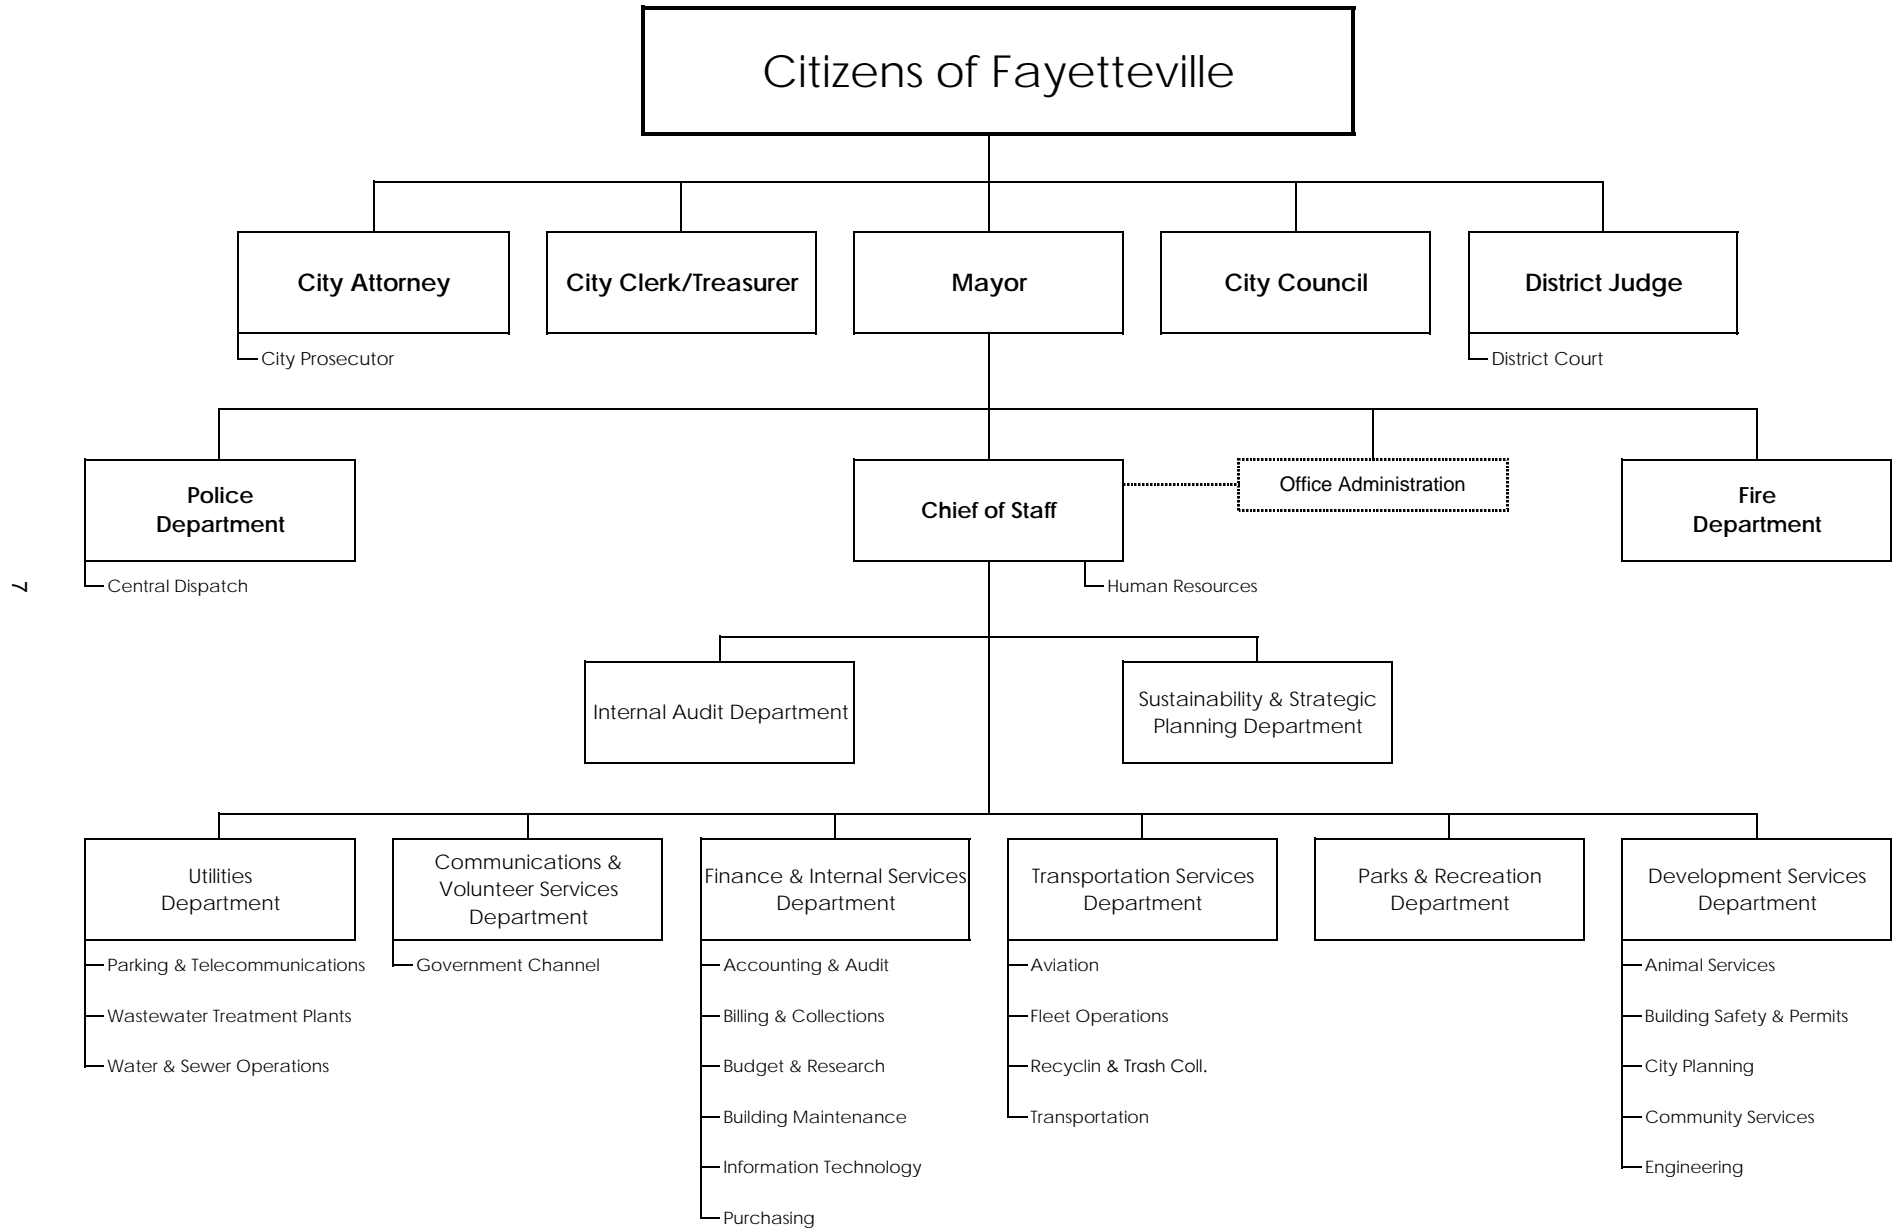 Citizens of Fayetteville
City Attorney
City Clerk/Treasurer
Mayor
City Council
District Judge
City Prosecutor
District Court
Police
Department
Chief of Staff
Office Administration
Fire
Department
Central Dispatch
Human Resources
7
Internal Audit Department
Sustainability & Strategic
Planning Department
Utilities
Department
Communications &
Volunteer Services
Department
Finance & Internal Services
Department
Transportation Services
Department
Parks & Recreation
Department
Development Services
Department
Parking & Telecommunications
Wastewater Treatment Plants
Water & Sewer Operations
Government Channel
Accounting & Audit
Billing & Collections
Budget & Research
Building Maintenance
Information Technology
Purchasing
Aviation
Fleet Operations
Recyclin & Trash Coll.
Transportation
Animal Services
Building Safety & Permits
City Planning
Community Services
Engineering